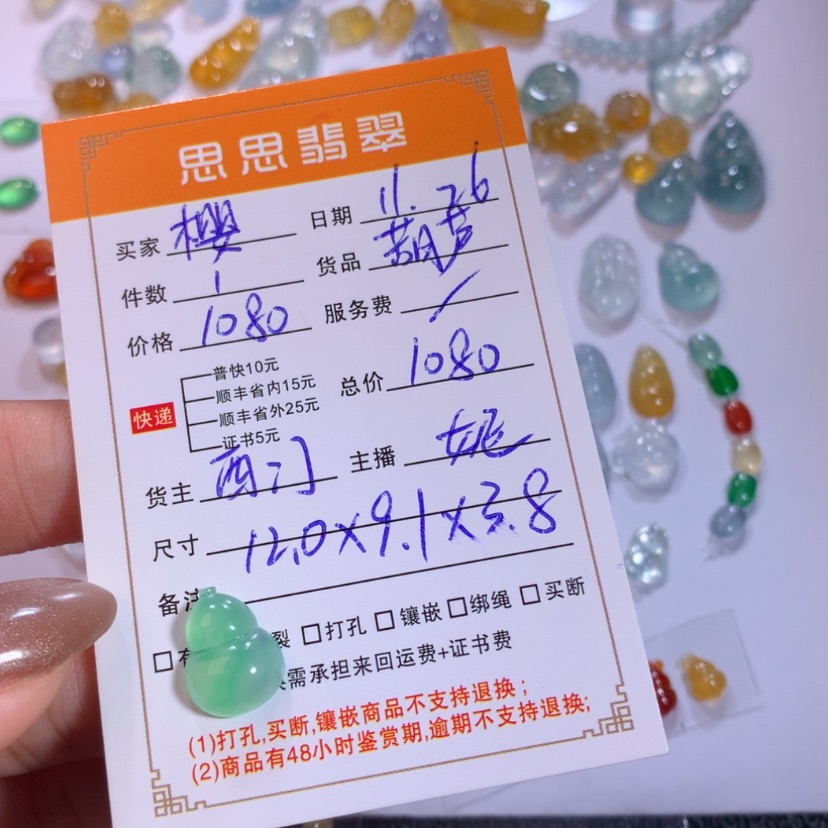 思思翡翠
买家 樱 日期 11.26
件数 1 货品 葫芦
价格 1080 服务费 /
快递
普快10元
顺丰省内15元
顺丰省外25元
证书5元
总价 1080
货主 西门 主播 姚
尺寸 12.0×9.1×3.8
备注
□有 裂 □打孔 □镶嵌 □绑绳 □买断
需承担来回运费+证书费
(1)打孔,买断,镶嵌商品不支持退换;
(2)商品有48小时鉴赏期,逾期不支持退换;